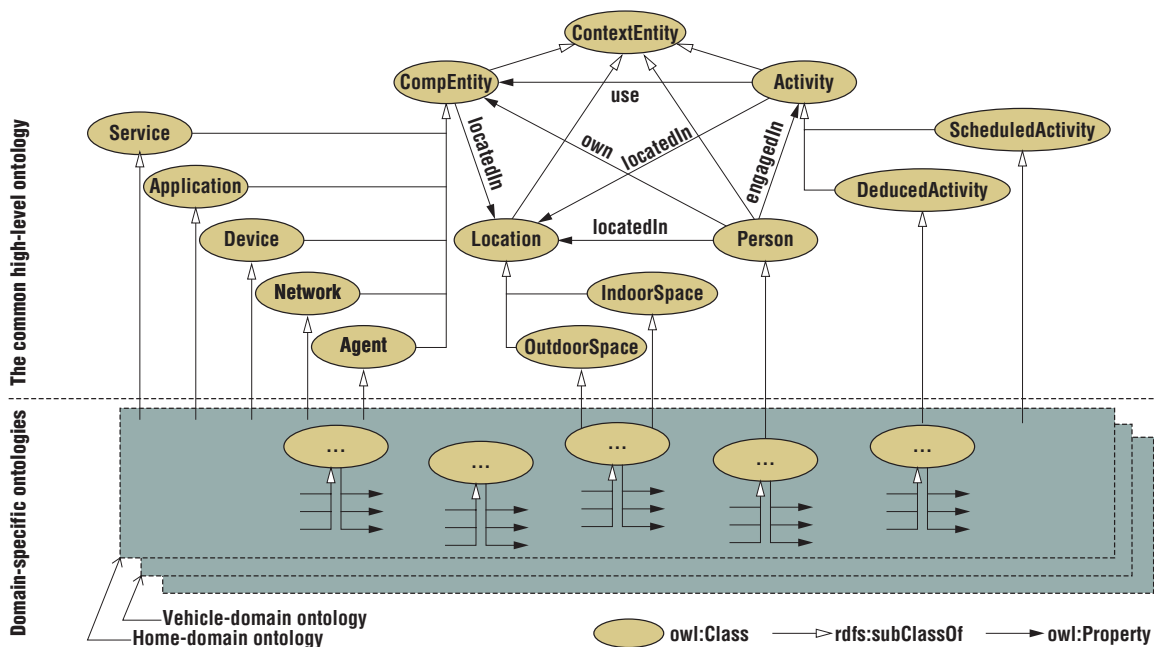 ContextEntity
CompEntity
Activity
use
Service
ScheduledActivity
locatedIn
own
locatedIn
engagedIn
Application
DeducedActivity
Device
Location
locatedIn
Person
Network
IndoorSpace
Agent
OutdoorSpace
The common high-level ontology
Domain-specific ontologies
...
...
...
...
...
Vehicle-domain ontology
Home-domain ontology
owl:Class
rdfs:subClassOf
owl:Property